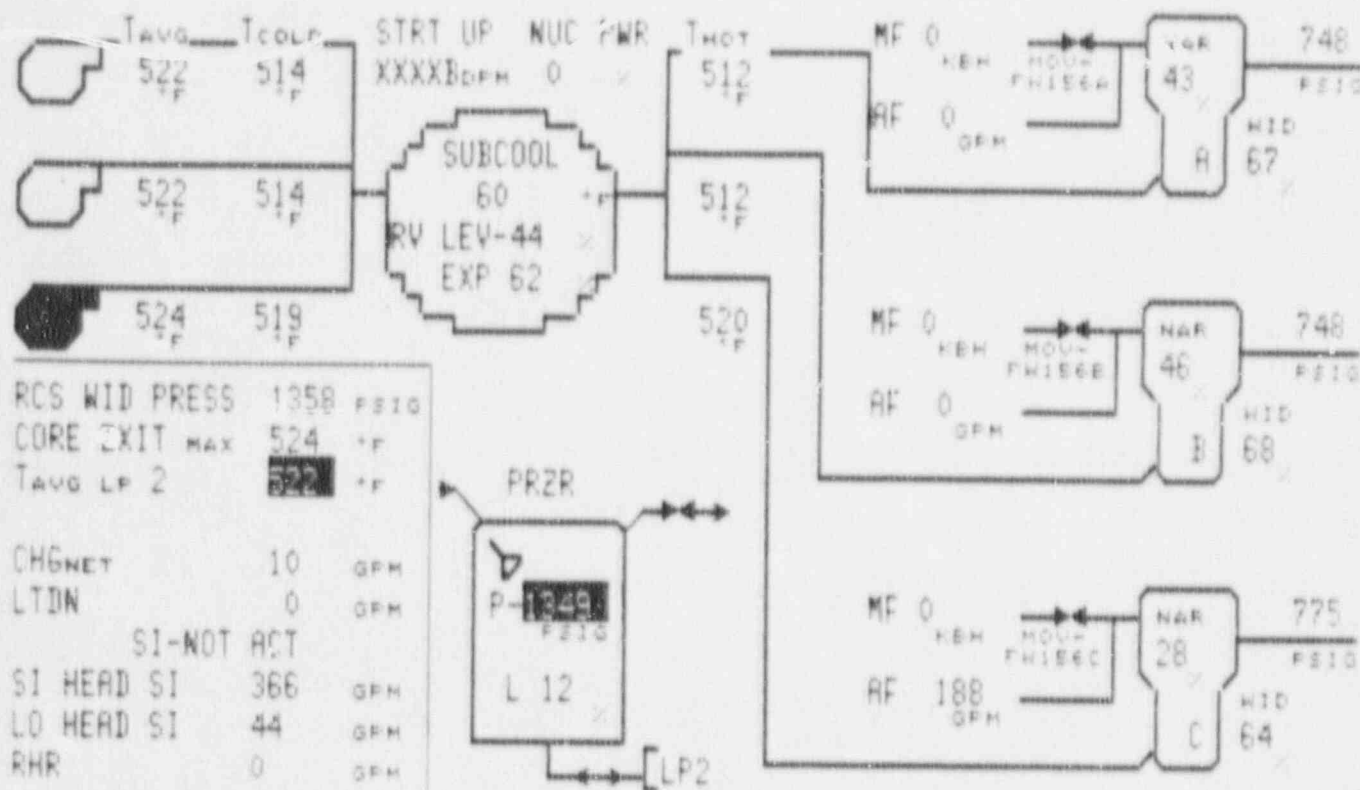 TAVG TCOLD STRT UP NUC PWR THOT MF 0 KBH NAR 748
522 °F 514 °F XXXXB DPM 0 % 512 °F MOV- FW156A 43 % PSIG
AF 0 GPM WID
SUBCOOL A 67 %
522 °F 514 °F 60 °F 512 °F
RV LEV-44 %
EXP 62 %
524 °F 519 °F 520 °F MF 0 KBH NAR 748
MOV- FW156B 46 % PSIG
RCS WID PRESS 1358 PSIG AF 0 GPM WID
CORE EXIT MAX 524 °F B 68 %
TAVG LP 2 522 °F PRZR
CHGNET 10 GPM
LTDN 0 GPM P-1349 PSIG MF 0 KBH NAR 775
SI-NOT ACT MOV- FW156C 28 % PSIG
SI HEAD SI 366 GPM L 12 % AF 188 GPM WID
LO HEAD SI 44 GPM C 64 %
RHR 0 GPM LP2